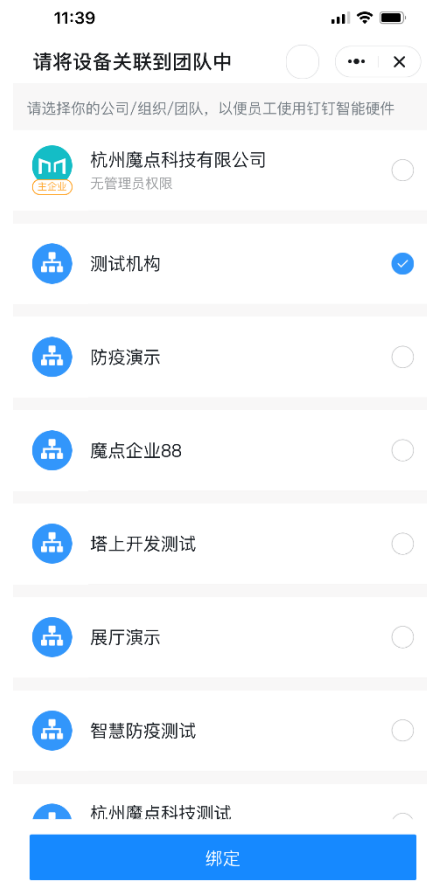 11:39
请将设备关联到团队中
请选择你的公司/组织/团队，以便员工使用钉钉智能硬件
杭州魔点科技有限公司
主企业
无管理员权限
测试机构
防疫演示
魔点企业88
塔上开发测试
展厅演示
智慧防疫测试
杭州魔点科技测试
绑定